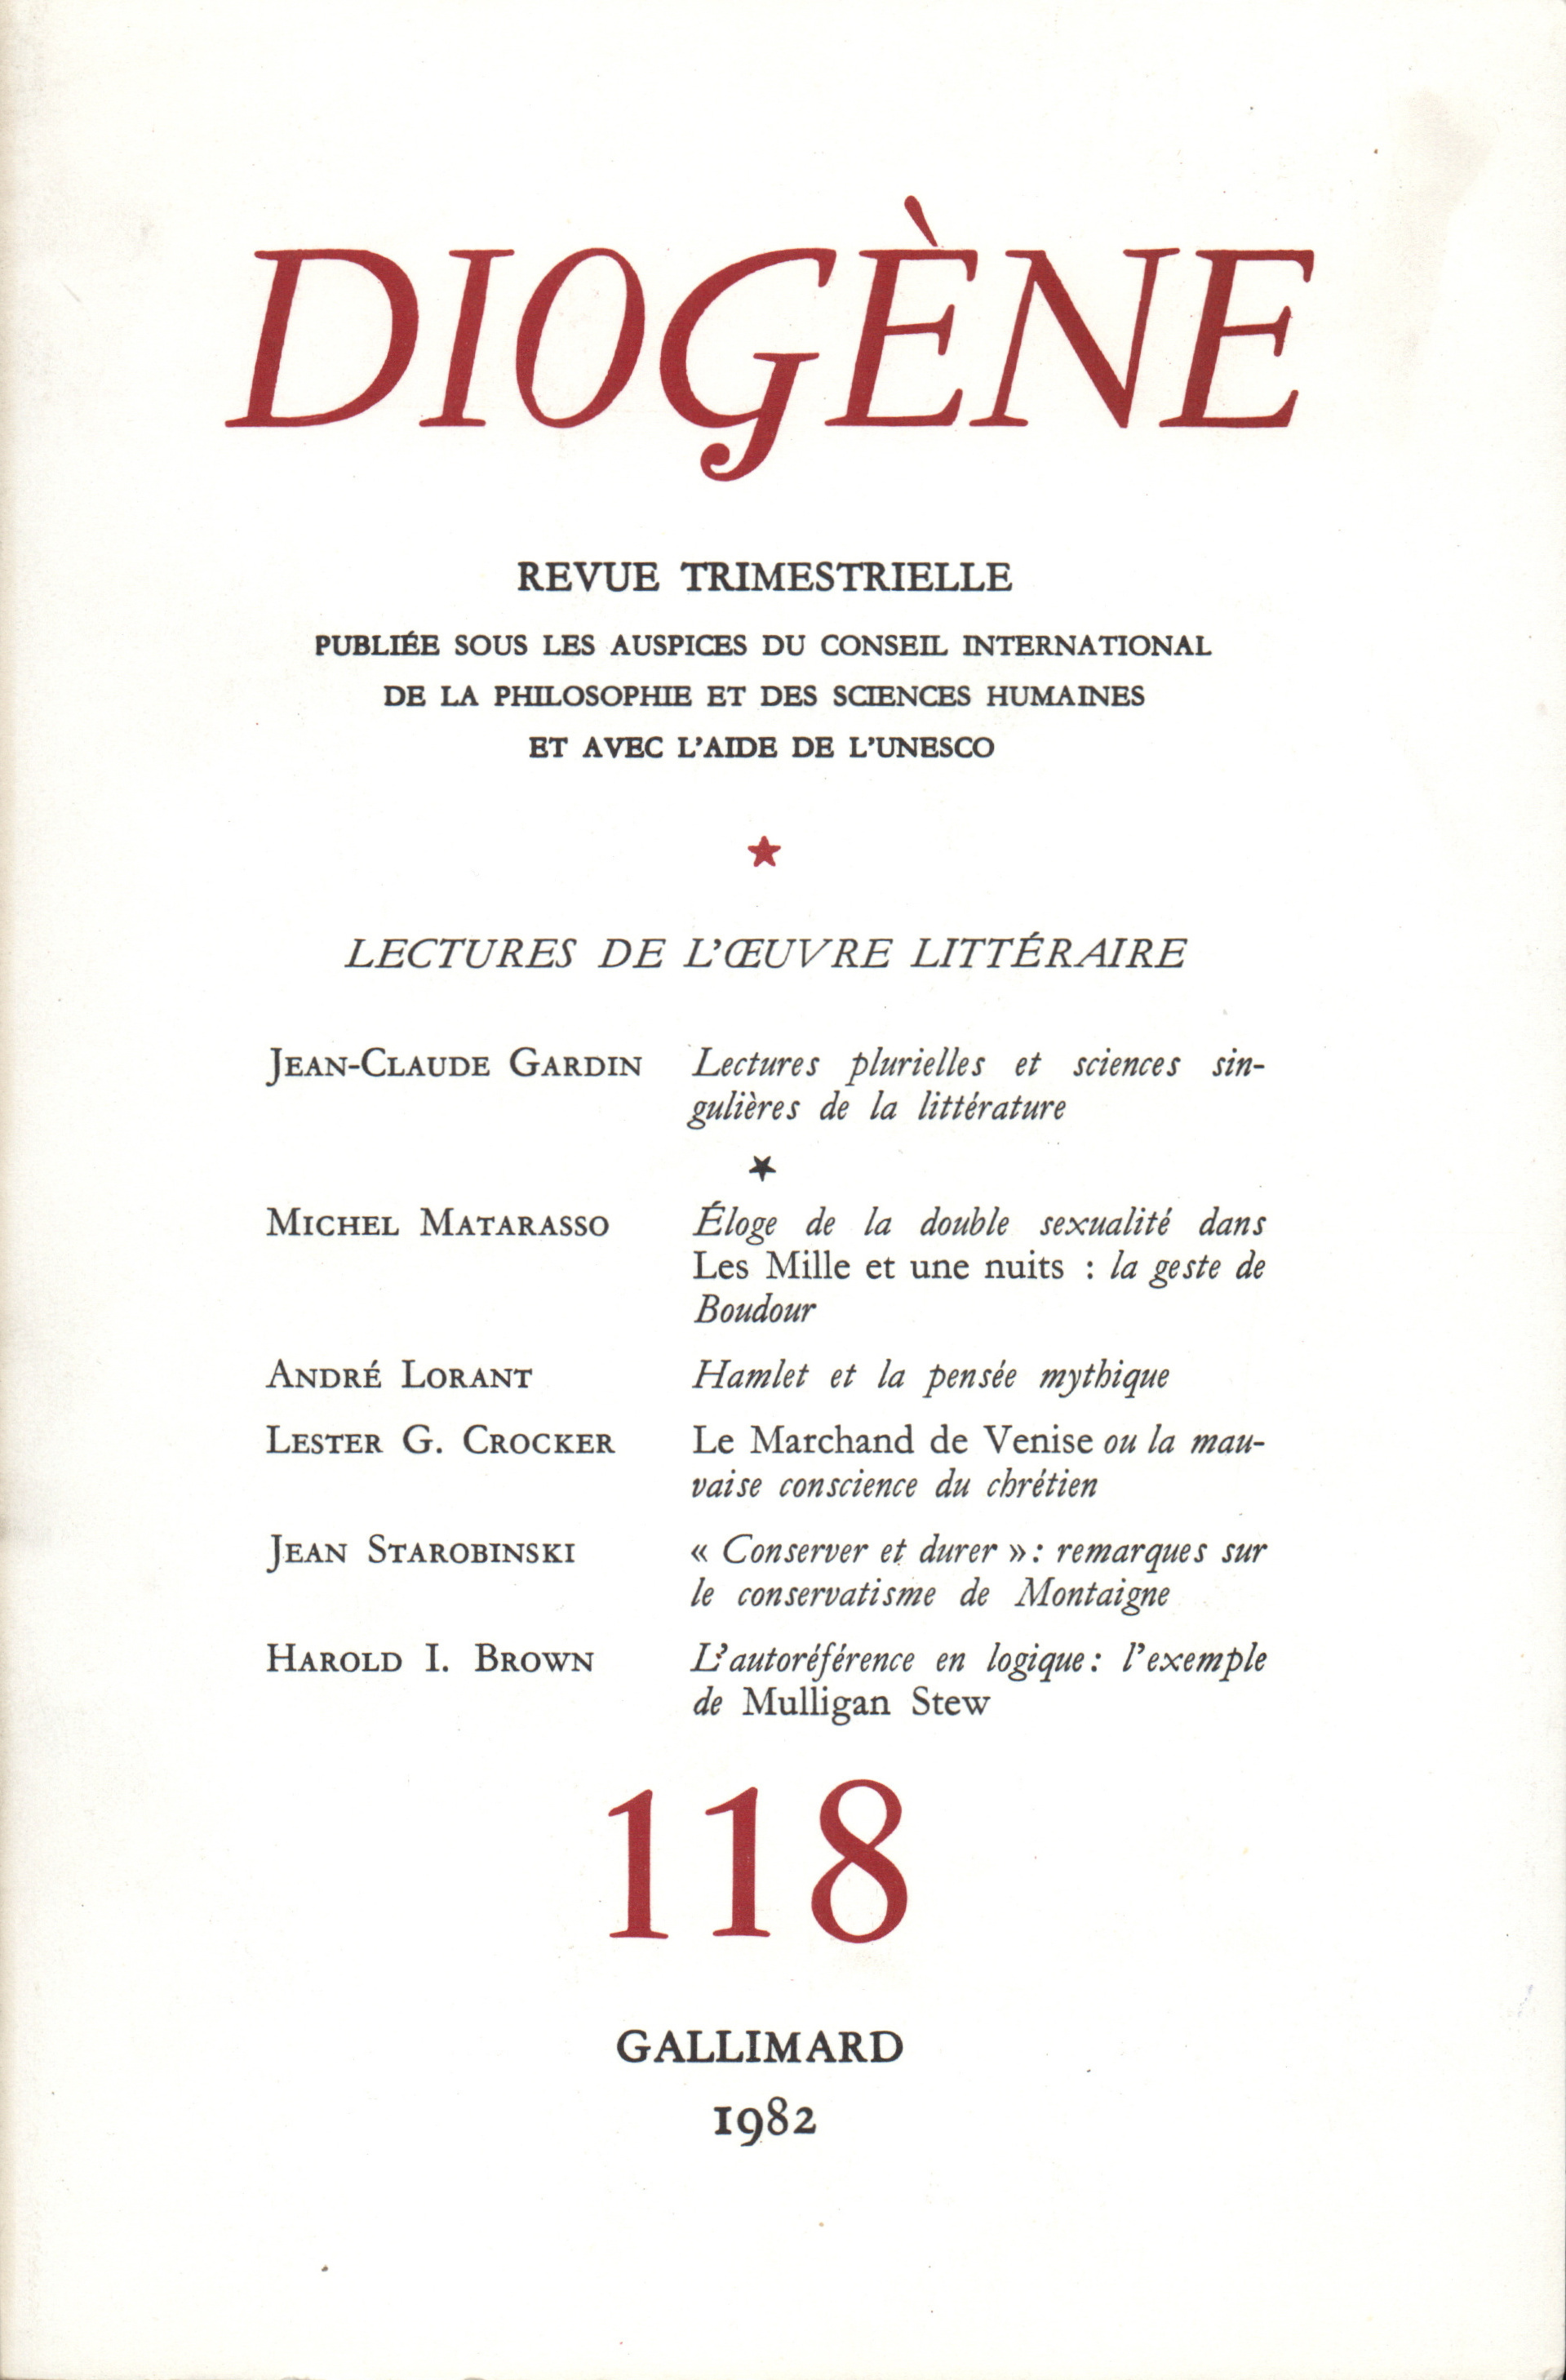 DIOGÈNE
REVUE TRIMESTRIELLE
PUBLIÉE SOUS LES AUSPICES DU CONSEIL INTERNATIONAL
DE LA PHILOSOPHIE ET DES SCIENCES HUMAINES
ET AVEC L'AIDE DE L'UNESCO
★
LECTURES DE L'ŒUVRE LITTÉRAIRE
JEAN-CLAUDE GARDIN Lectures plurielles et sciences sin-
gulières de la littérature
★
MICHEL MATARASSO Éloge de la double sexualité dans
Les Mille et une nuits : la geste de
Boudour
ANDRÉ LORANT Hamlet et la pensée mythique
LESTER G. CROCKER Le Marchand de Venise ou la mau-
vaise conscience du chrétien
JEAN STAROBINSKI « Conserver et durer » : remarques sur
le conservatisme de Montaigne
HAROLD I. BROWN L'autoréférence en logique : l'exemple
de Mulligan Stew
118
GALLIMARD
1982